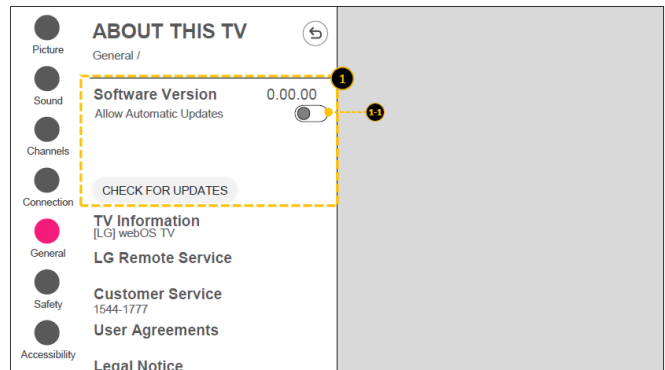 Picture
Sound
Channels
Connection
General
Safety
Accessibility
ABOUT THIS TV
General /
1
Software Version 0.00.00
Allow Automatic Updates
1-1
CHECK FOR UPDATES
TV Information
[LG] webOS TV
LG Remote Service
Customer Service
1544-1777
User Agreements
Legal Notice